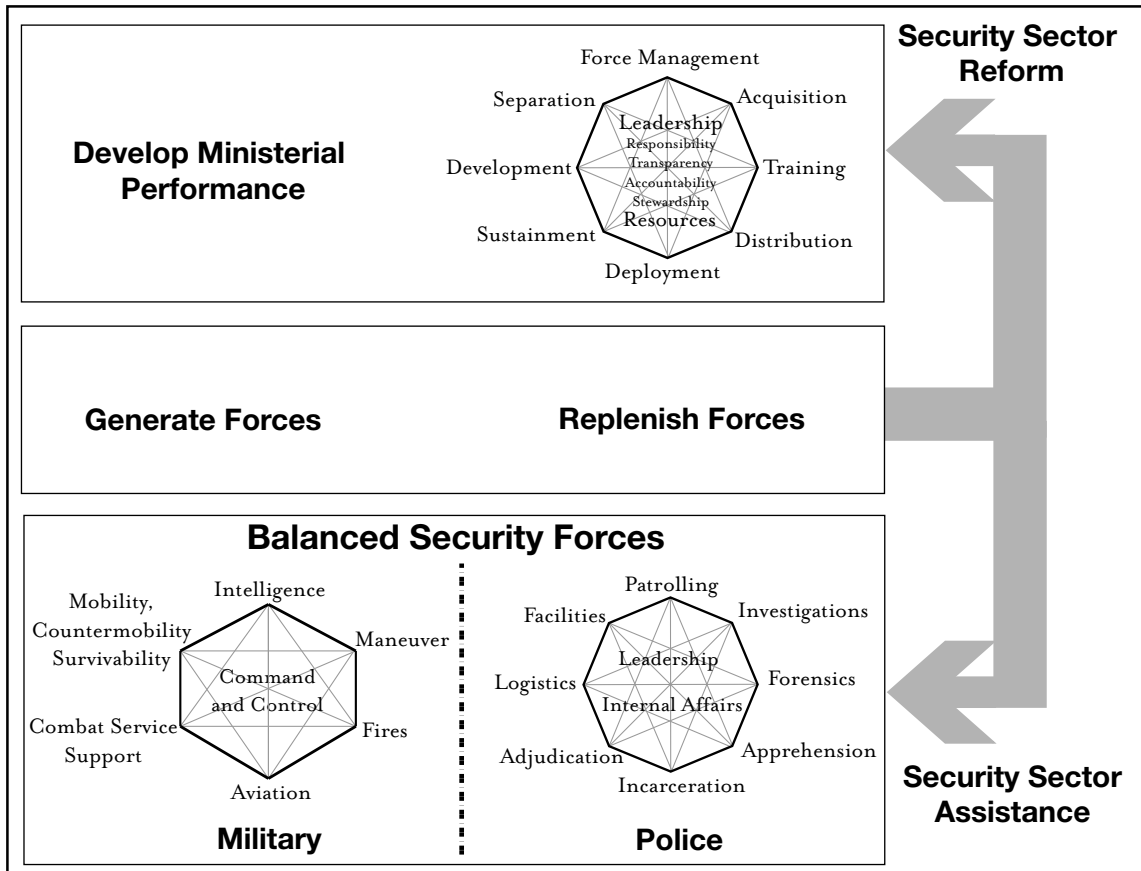 Security Sector
Reform
Develop Ministerial
Performance
Force Management
Separation
Acquisition
Development
Training
Sustainment
Distribution
Deployment
Leadership
Responsibility
Transparency
Accountability
Stewardship
Resources
Generate Forces
Replenish Forces
Balanced Security Forces
Intelligence
Mobility,
Countermobility
Survivability
Maneuver
Command
and Control
Combat Service
Support
Fires
Aviation
Military
Patrolling
Facilities
Investigations
Leadership
Logistics
Forensics
Internal Affairs
Adjudication
Apprehension
Incarceration
Police
Security Sector
Assistance